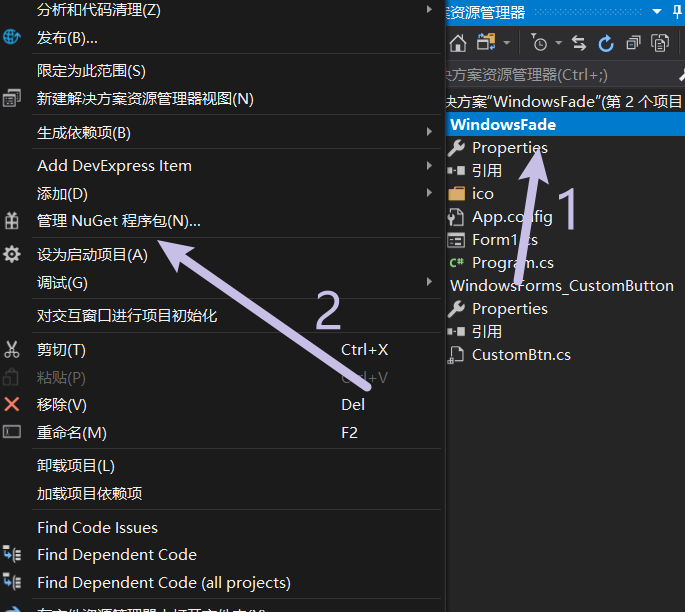 分析和代码清理(Z)
发布(B)...
限定为此范围(S)
新建解决方案资源管理器视图(N)
生成依赖项(B)
Add DevExpress Item
添加(D)
管理 NuGet 程序包(N)...
设为启动项目(A)
调试(G)
对交互窗口进行项目初始化
剪切(T) Ctrl+X
粘贴(P) Ctrl+V
移除(V) Del
重命名(M) F2
卸载项目(L)
加载项目依赖项
Find Code Issues
Find Dependent Code
Find Dependent Code (all projects)
2
资源管理器
方案资源管理器(Ctrl+;)
方案"WindowsFade"(第 2 个项目
WindowsFade
Properties
引用
ico
App.config
Form1.cs
C# Program.cs
WindowsForms_CustomButton
Properties
引用
CustomBtn.cs
1